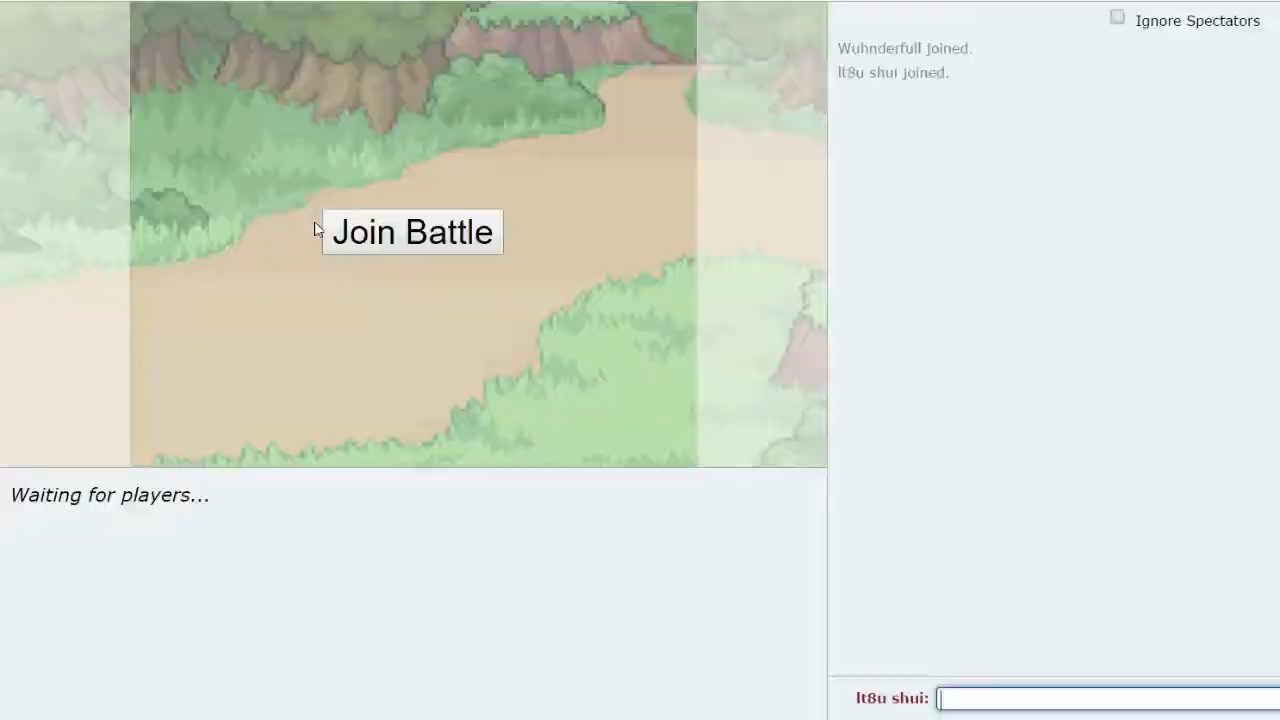 Ignore Spectators
Wuhnderfull joined.
lt8u shui joined.
Join Battle
Waiting for players...
lt8u shui: